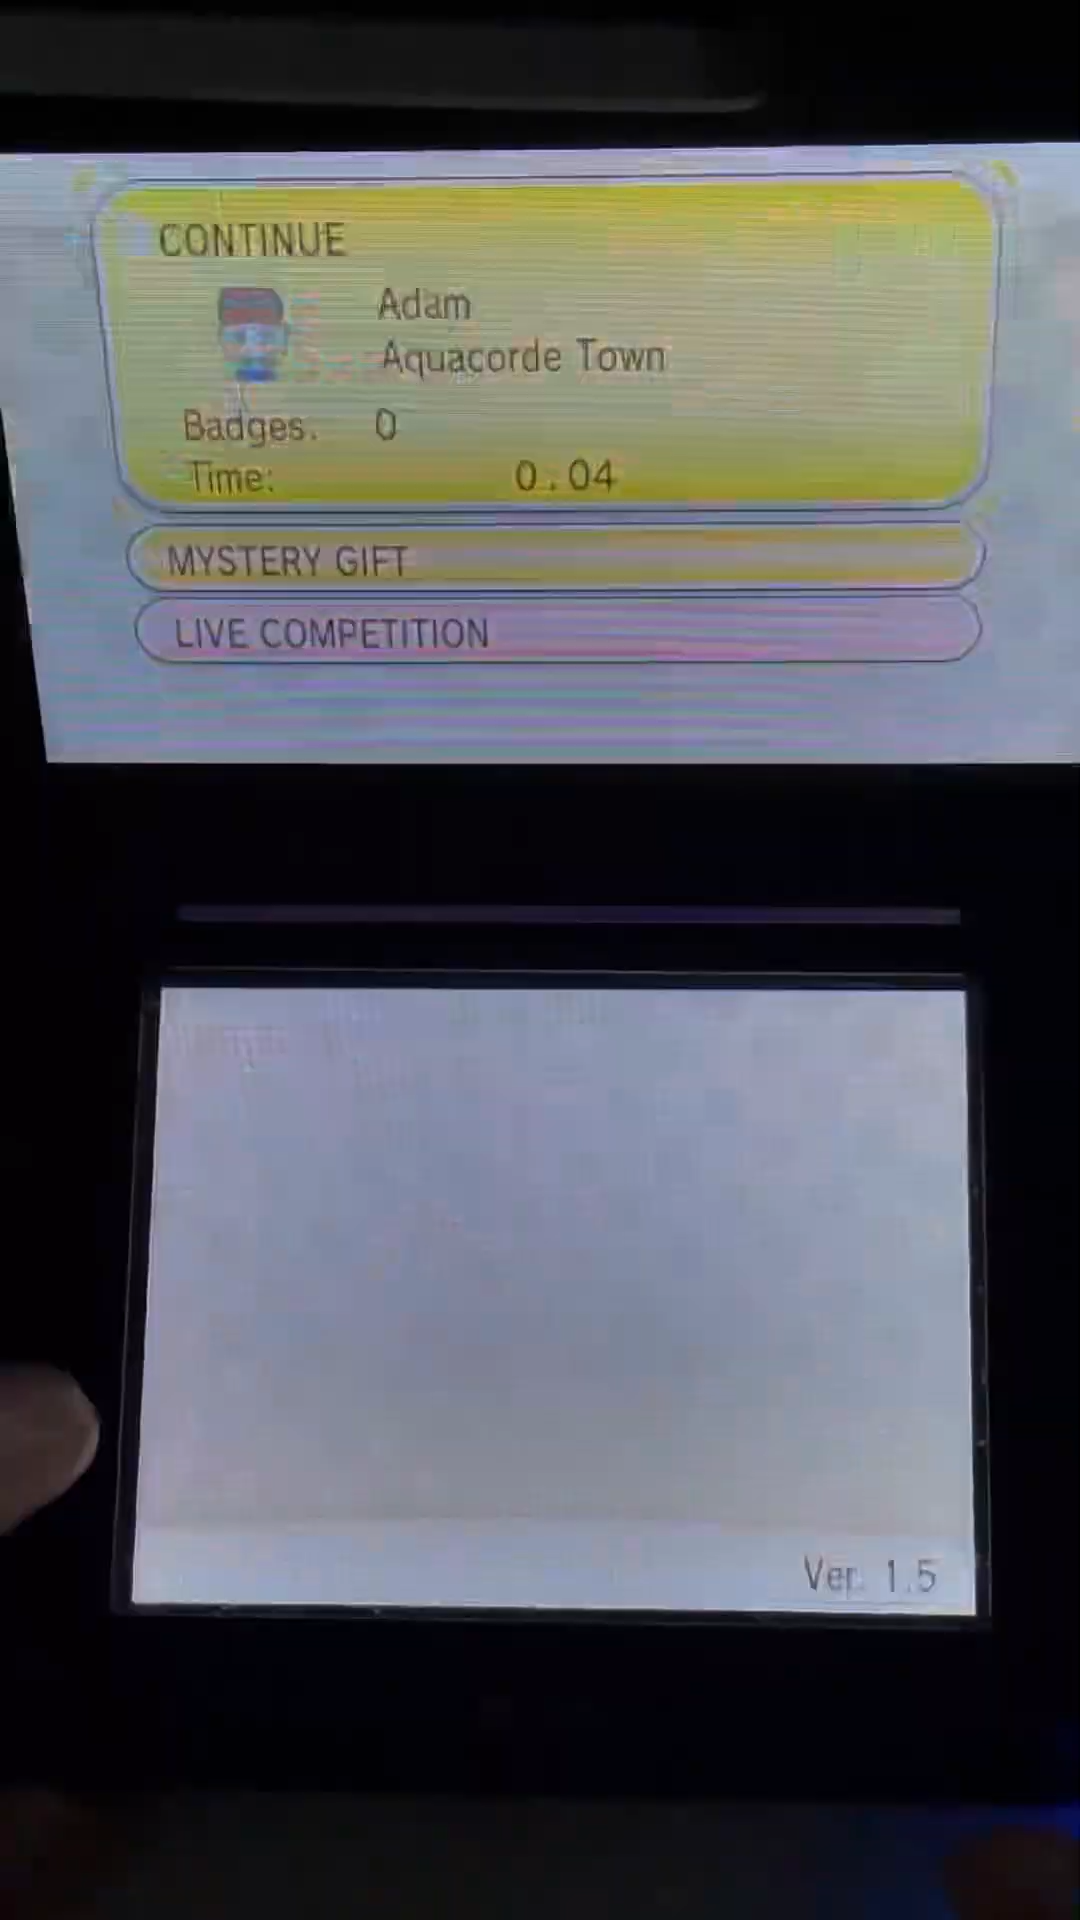 CONTINUE
Adam
Aquacorde Town
Badges. 0
Time: 0.04
MYSTERY GIFT
LIVE COMPETITION
Ver. 1.5